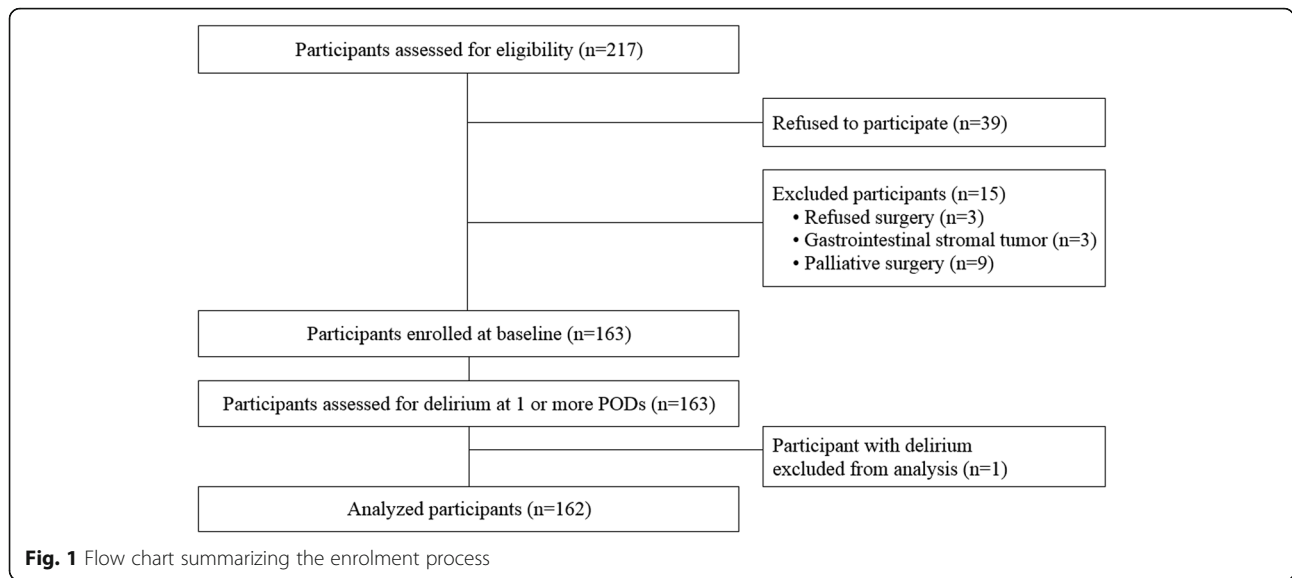 Participants assessed for eligibility (n=217)
Refused to participate (n=39)
Excluded participants (n=15)
• Refused surgery (n=3)
• Gastrointestinal stromal tumor (n=3)
• Palliative surgery (n=9)
Participants enrolled at baseline (n=163)
Participants assessed for delirium at 1 or more PODs (n=163)
Participant with delirium
excluded from analysis (n=1)
Analyzed participants (n=162)
Fig. 1 Flow chart summarizing the enrolment process